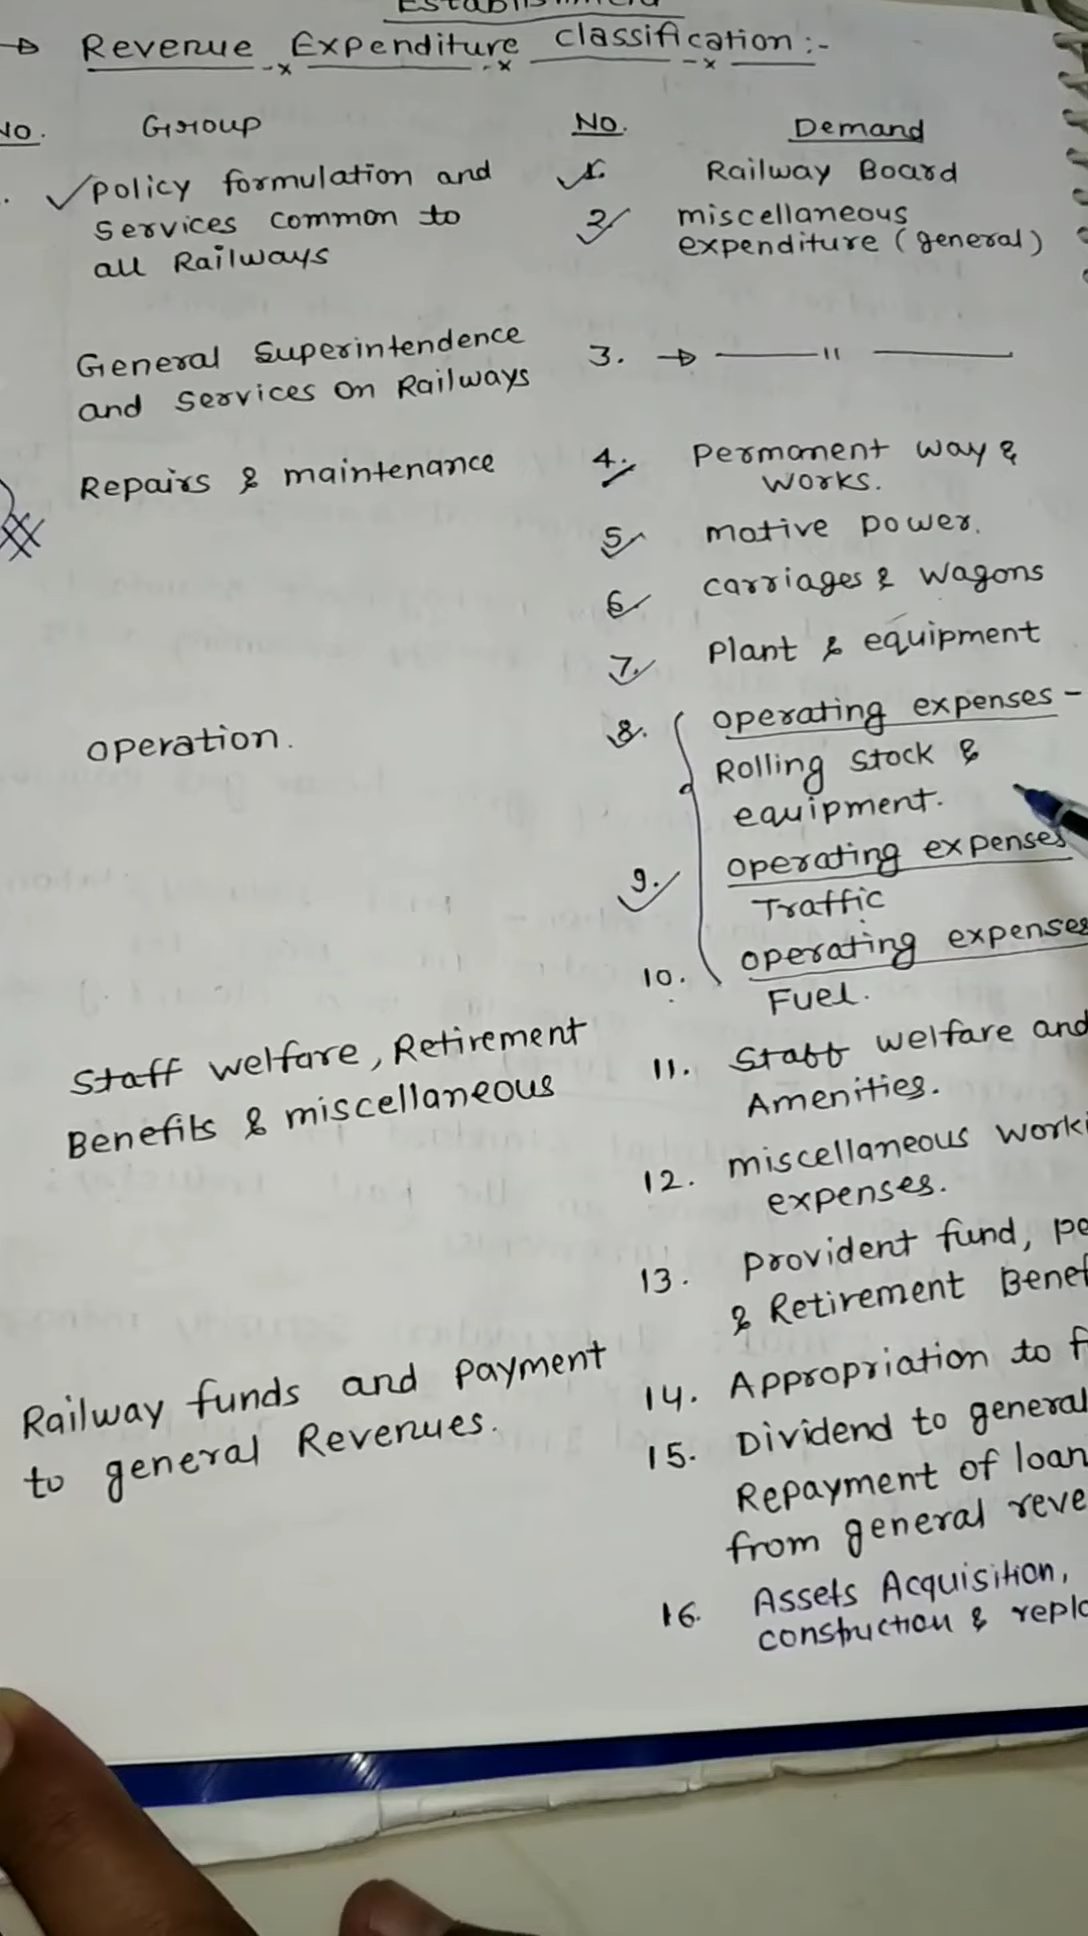 → Revenue Expenditure classification :-
No. Group No. Demand
✓ policy formulation and 1. Railway Board
Services common to 2. miscellaneous
all Railways expenditure (general)
General Superintendence 3. → ——— " ———
and Services on Railways
Repairs & maintenance 4. Permanent way &
works.
5. motive power.
6. carriages & wagons
7. Plant & equipment
operation. 8. operating expenses -
Rolling Stock &
equipment.
9. operating expenses
Traffic
10. operating expenses
Fuel.
Staff welfare, Retirement 11. Staff welfare and
Benefits & miscellaneous Amenities.
12. miscellaneous
expenses.
13. Provident fund,
& Retirement
Railway funds and payment 14. Appropriation to
to general Revenues. 15. Dividend to general
Repayment of loan
from general
16. Assets Acquisition,
construction &